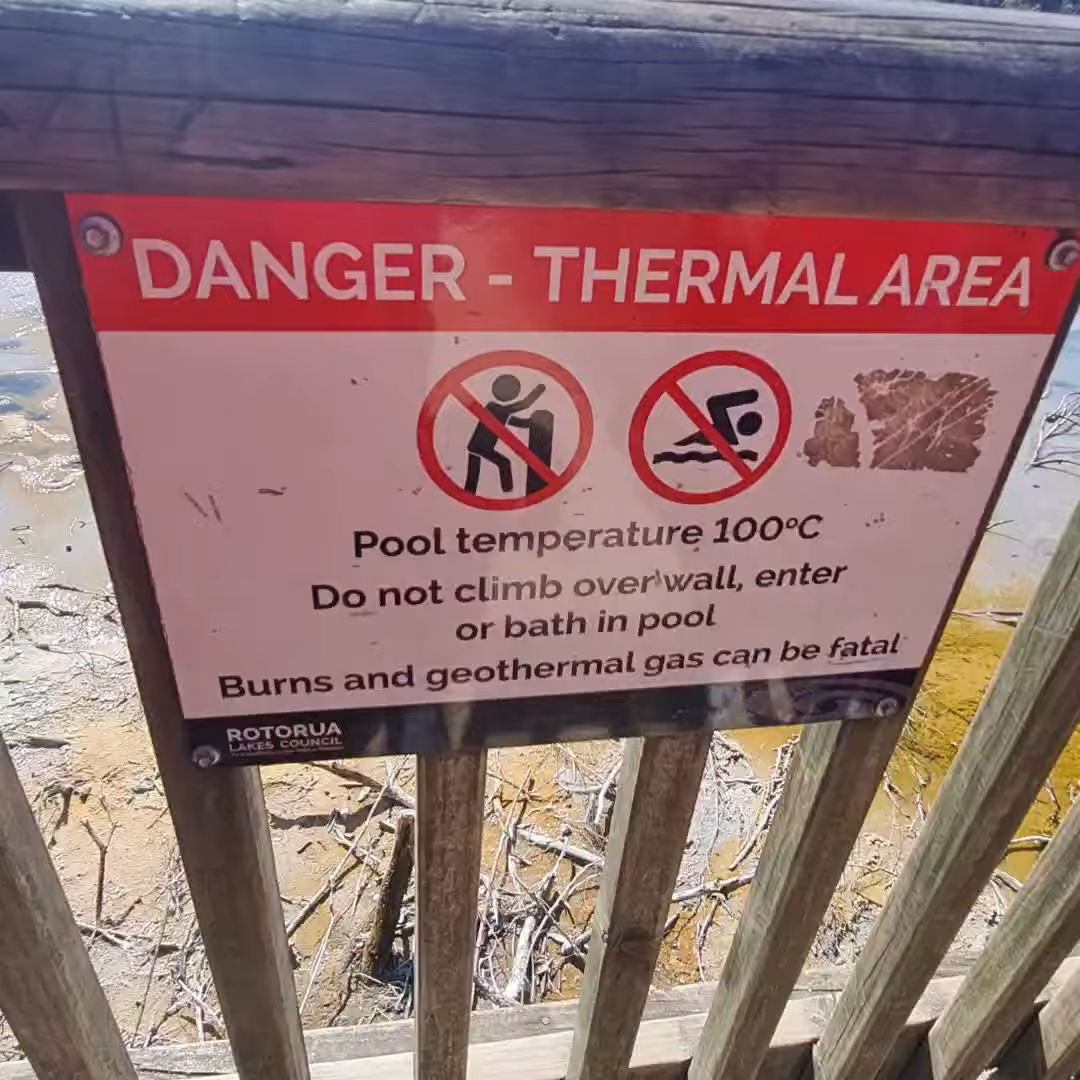 DANGER - THERMAL AREA
Pool temperature 100°C
Do not climb over wall, enter
or bath in pool
Burns and geothermal gas can be fatal
ROTORUA
LAKES COUNCIL